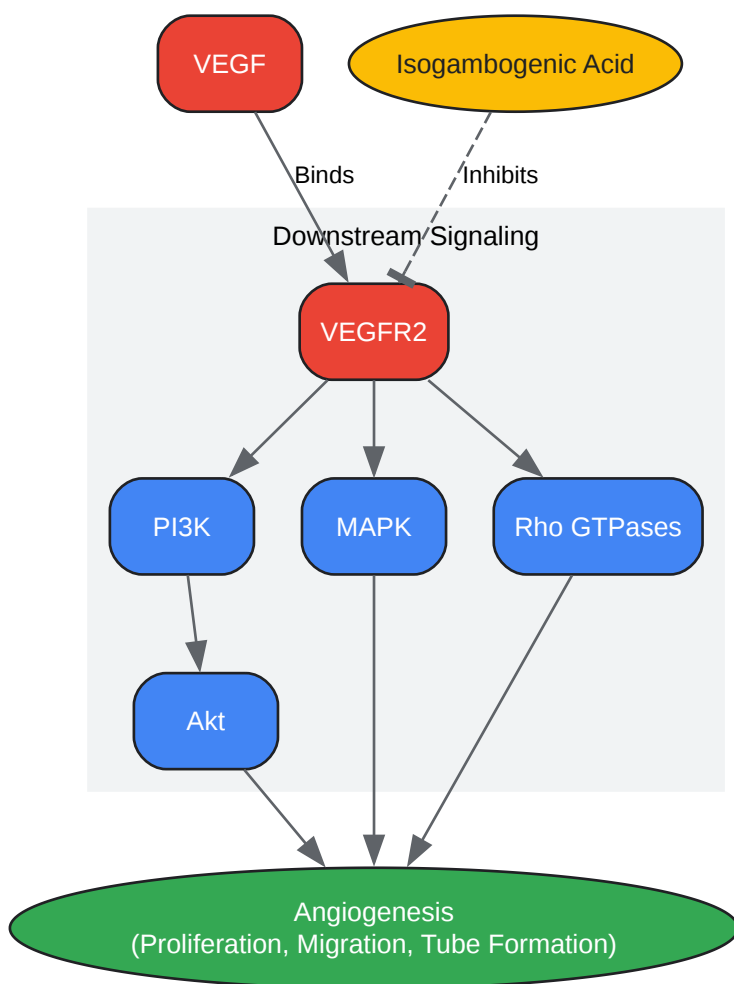 VEGF
Isogambogenic Acid
Binds
Inhibits
Downstream Signaling
VEGFR2
PI3K
MAPK
Rho GTPases
Akt
Angiogenesis
(Proliferation, Migration, Tube Formation)